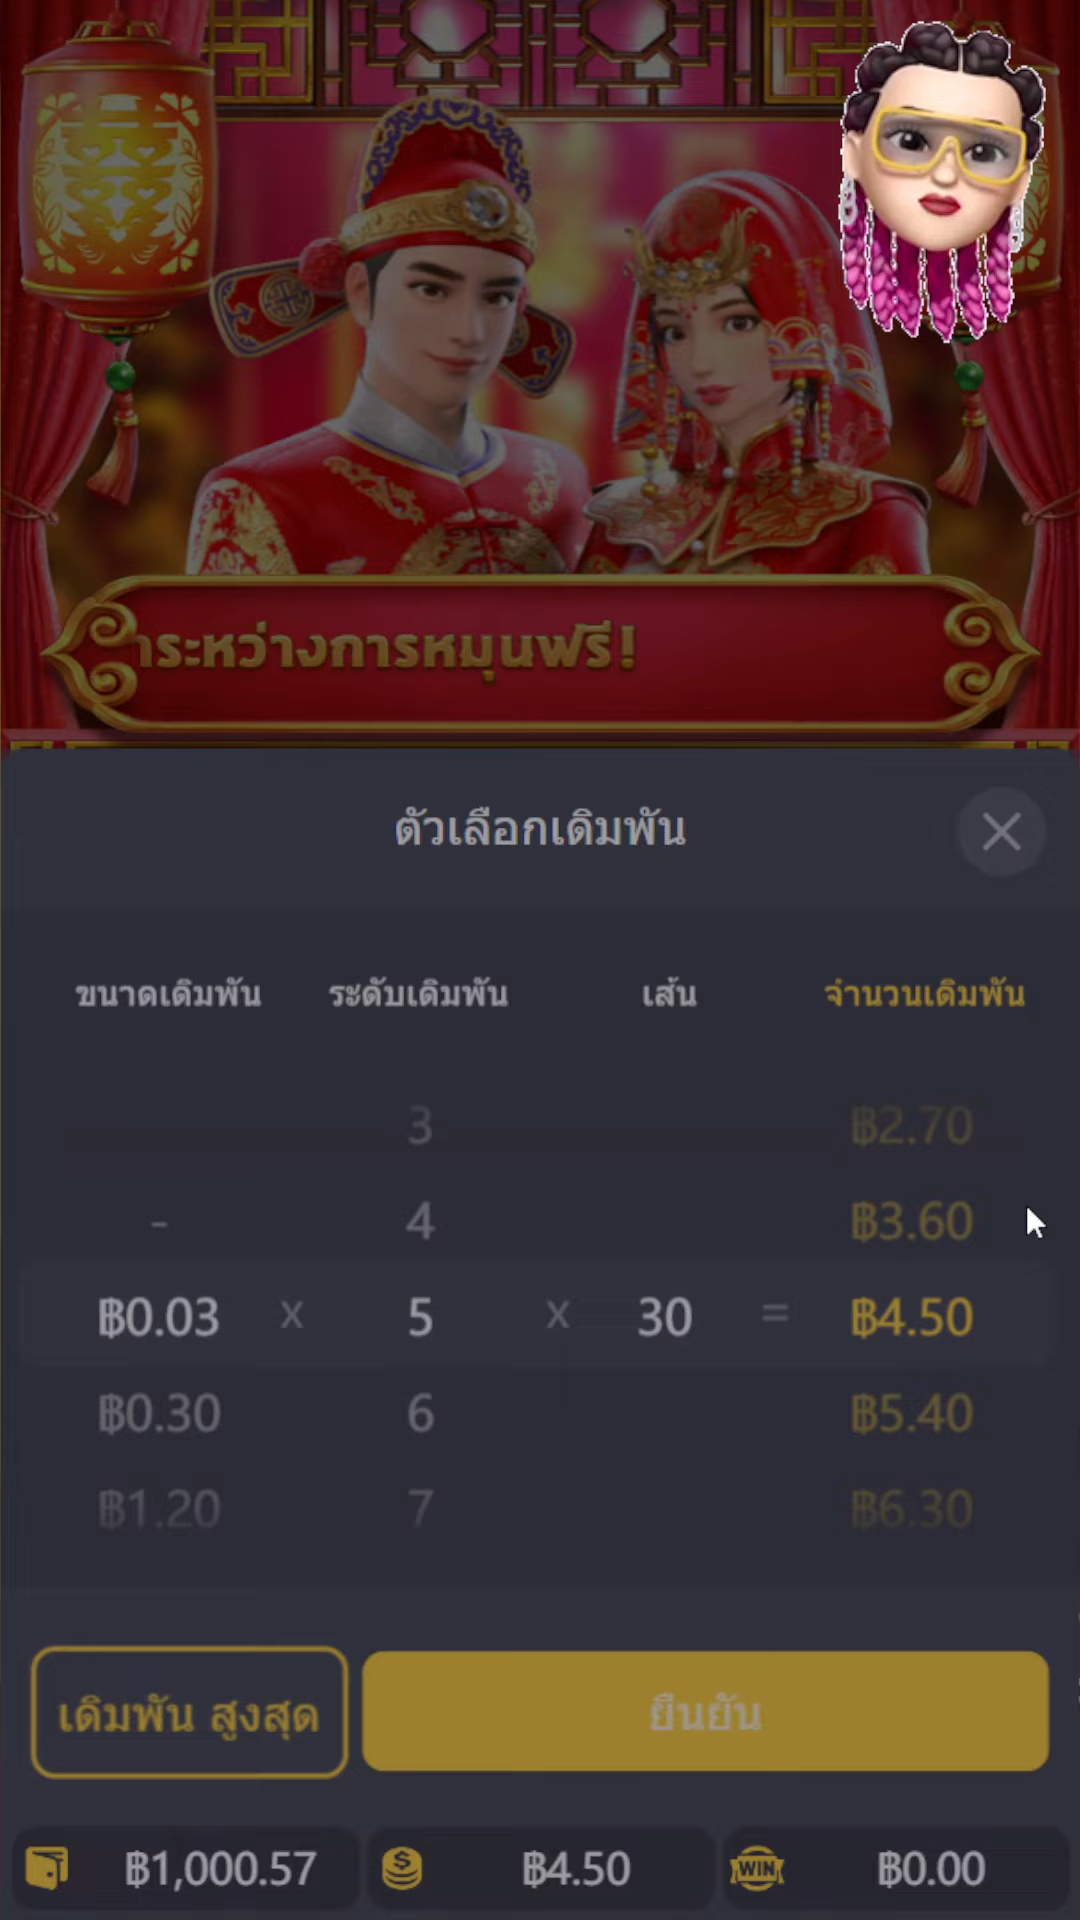 ระหว่างการหมุนฟรี!
ตัวเลือกเดิมพัน
ขนาดเดิมพัน ระดับเดิมพัน เส้น จำนวนเดิมพัน
3 ฿2.70
- 4 ฿3.60
฿0.03 x 5 x 30 = ฿4.50
฿0.30 6 ฿5.40
฿1.20 7 ฿6.30
เดิมพัน สูงสุด ยืนยัน
฿1,000.57 ฿4.50 WIN ฿0.00